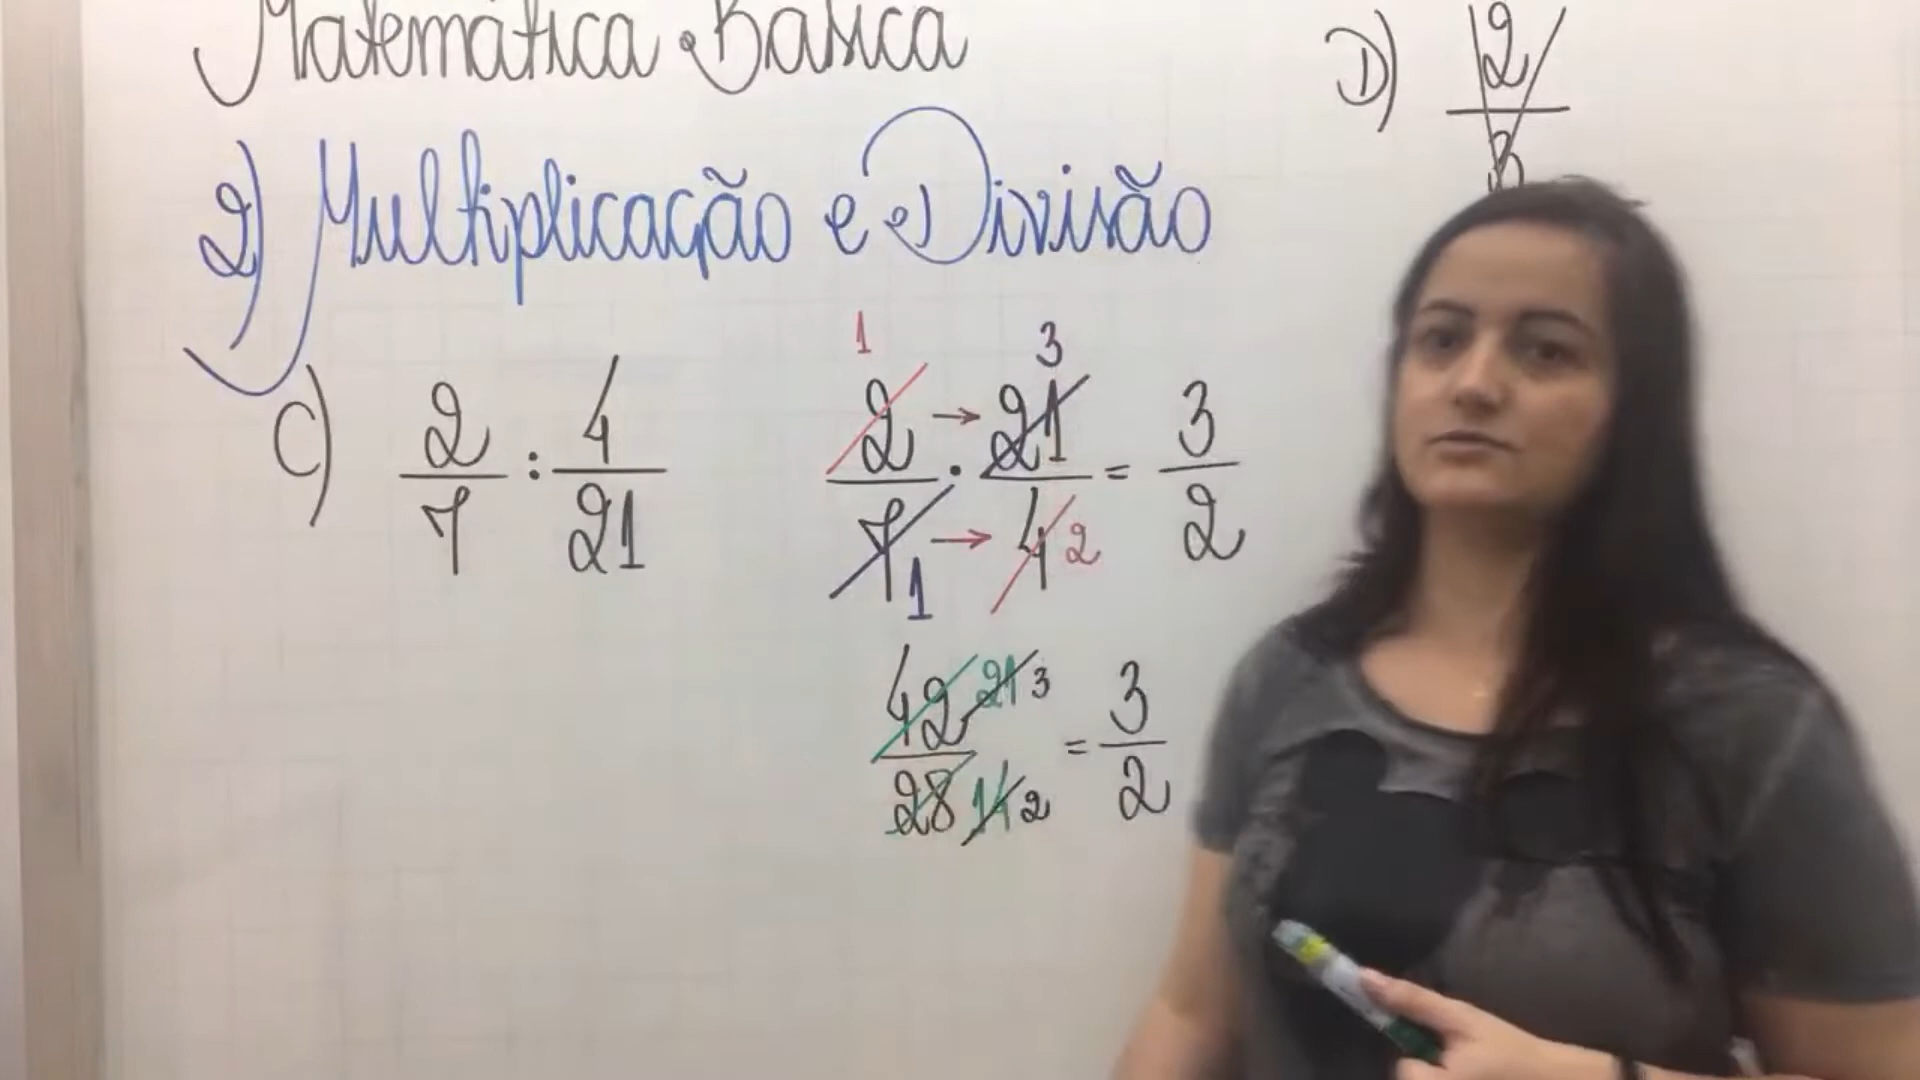 Matemática Básica
2) Multiplicação e Divisão
C) 2/7 : 4/21
2/7 · 21/4 = 3/2
1 3
→ →
1 2
42/28 21/14 3/2 = 3/2
D) 2/3